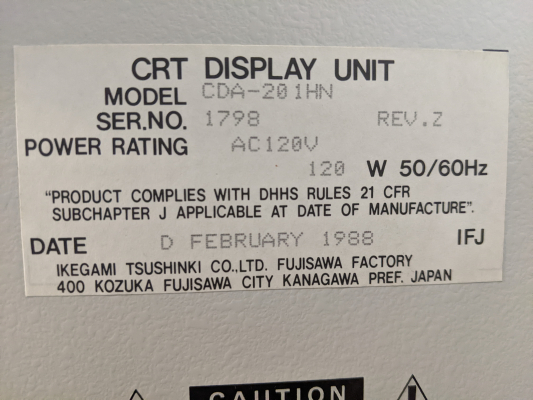 CRT DISPLAY UNIT
MODEL CDA-201HN
SER.NO. 1798 REV.Z
POWER RATING AC120V
120 W 50/60Hz
"PRODUCT COMPLIES WITH DHHS RULES 21 CFR
SUBCHAPTER J APPLICABLE AT DATE OF MANUFACTURE".
DATE D FEBRUARY 1988 IFJ
IKEGAMI TSUSHINKI CO.,LTD. FUJISAWA FACTORY
400 KOZUKA FUJISAWA CITY KANAGAWA PREF. JAPAN
CAUTION